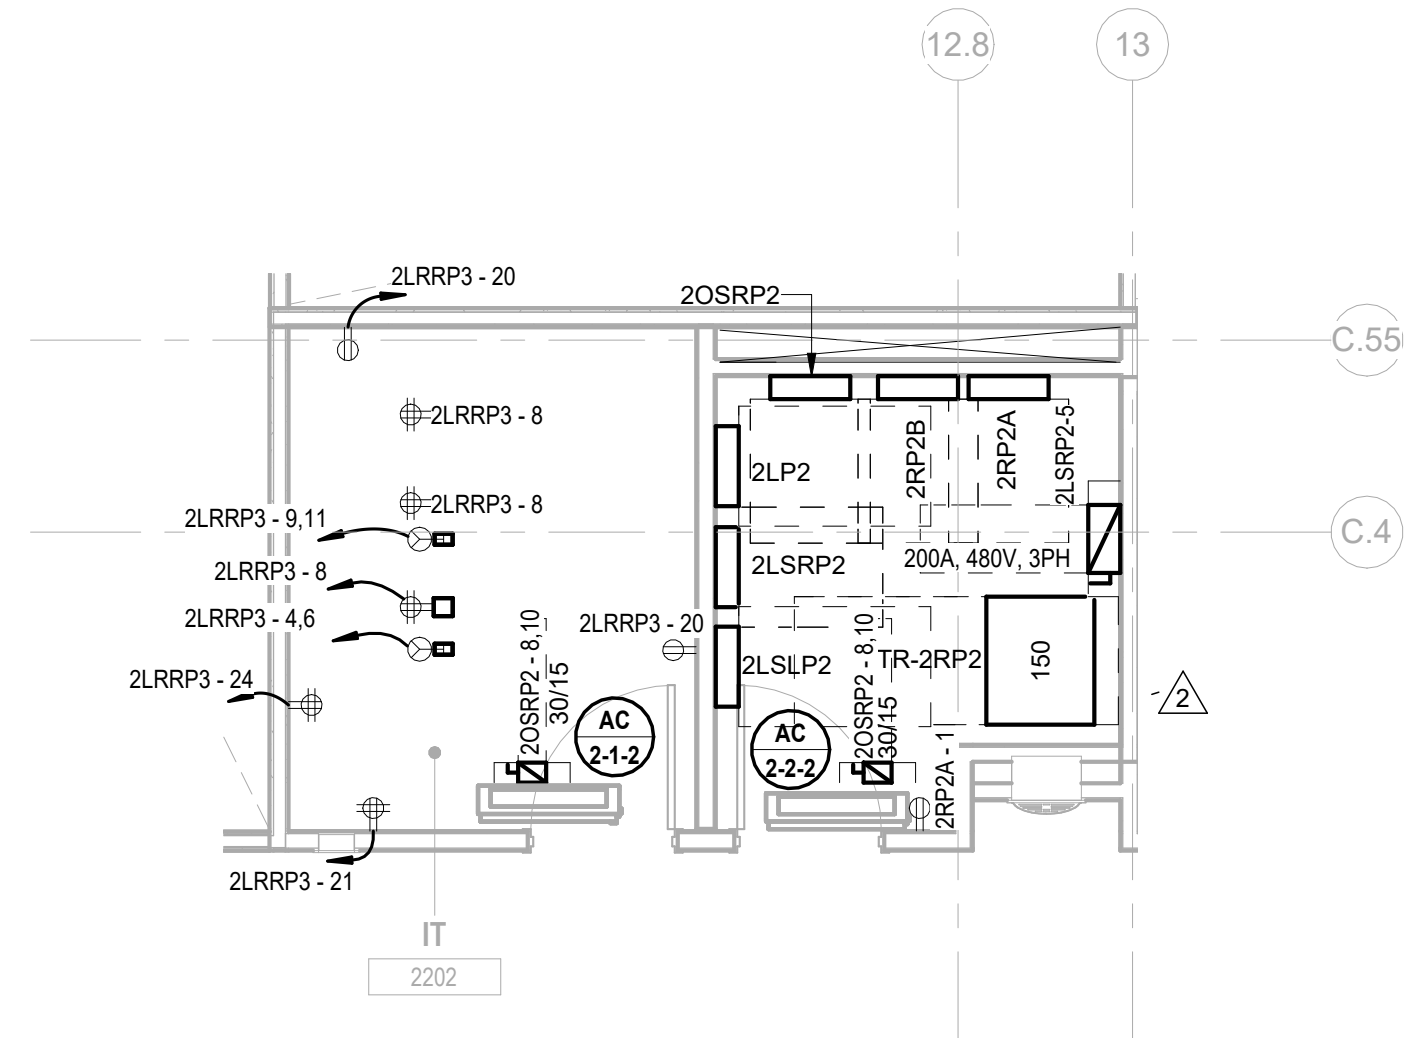 12.8
13
2LRRP3 - 20
2OSRP2
C.55
2LRRP3 - 8
2RP2B
2RP2A
2LSRP2-5
2LP2
2LRRP3 - 8
2LRRP3 - 9,11
C.4
200A, 480V, 3PH
2LSRP2
2LRRP3 - 8
2LRRP3 - 4,6
2LRRP3 - 20
2OSRP2 - 8,10
30/15
2OSRP2 - 8,10
30/15
2LSLP2
TR-2RP2
150
2LRRP3 - 24
2
AC
2-1-2
AC
2-2-2
2RP2A - 1
2LRRP3 - 21
IT
2202